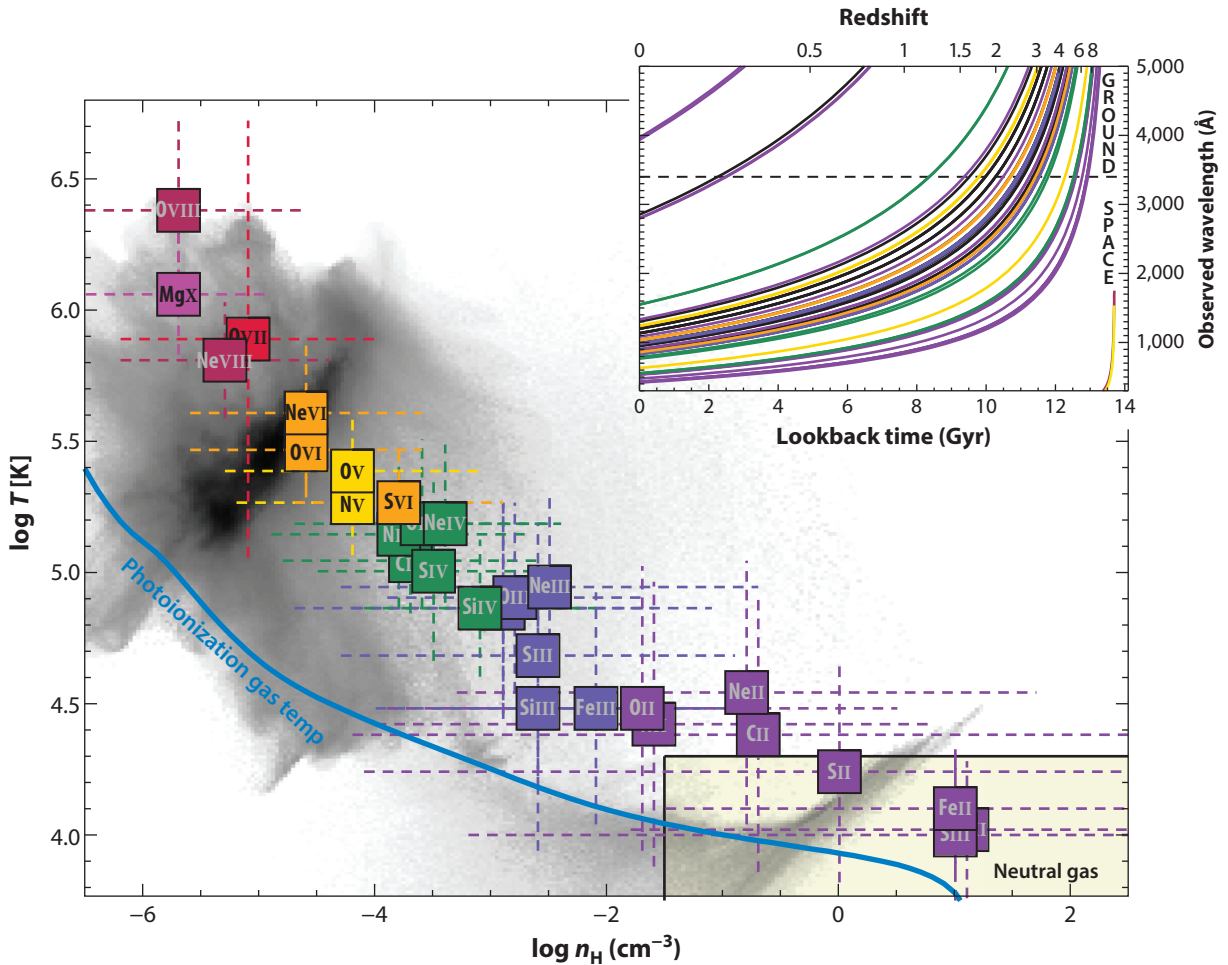 Redshift
0 0.5 1 1.5 2 3 4 6 8
5,000
4,000
3,000
2,000
1,000
Observed wavelength (Å)
GROUND
SPACE
0 2 4 6 8 10 12 14
Lookback time (Gyr)
6.5
6.0
5.5
5.0
4.5
4.0
log T [K]
OVIII
MgX
OVII
NeVIII
NeVI
OVI
OV
NV
SVI
NeIV
SIV
SiIV
OIII
NeIII
SIII
SiIII
FeIII
OII
NeII
CII
SII
FeII
Photoionization gas temp
Neutral gas
−6 −4 −2 0 2
log nH (cm−3)